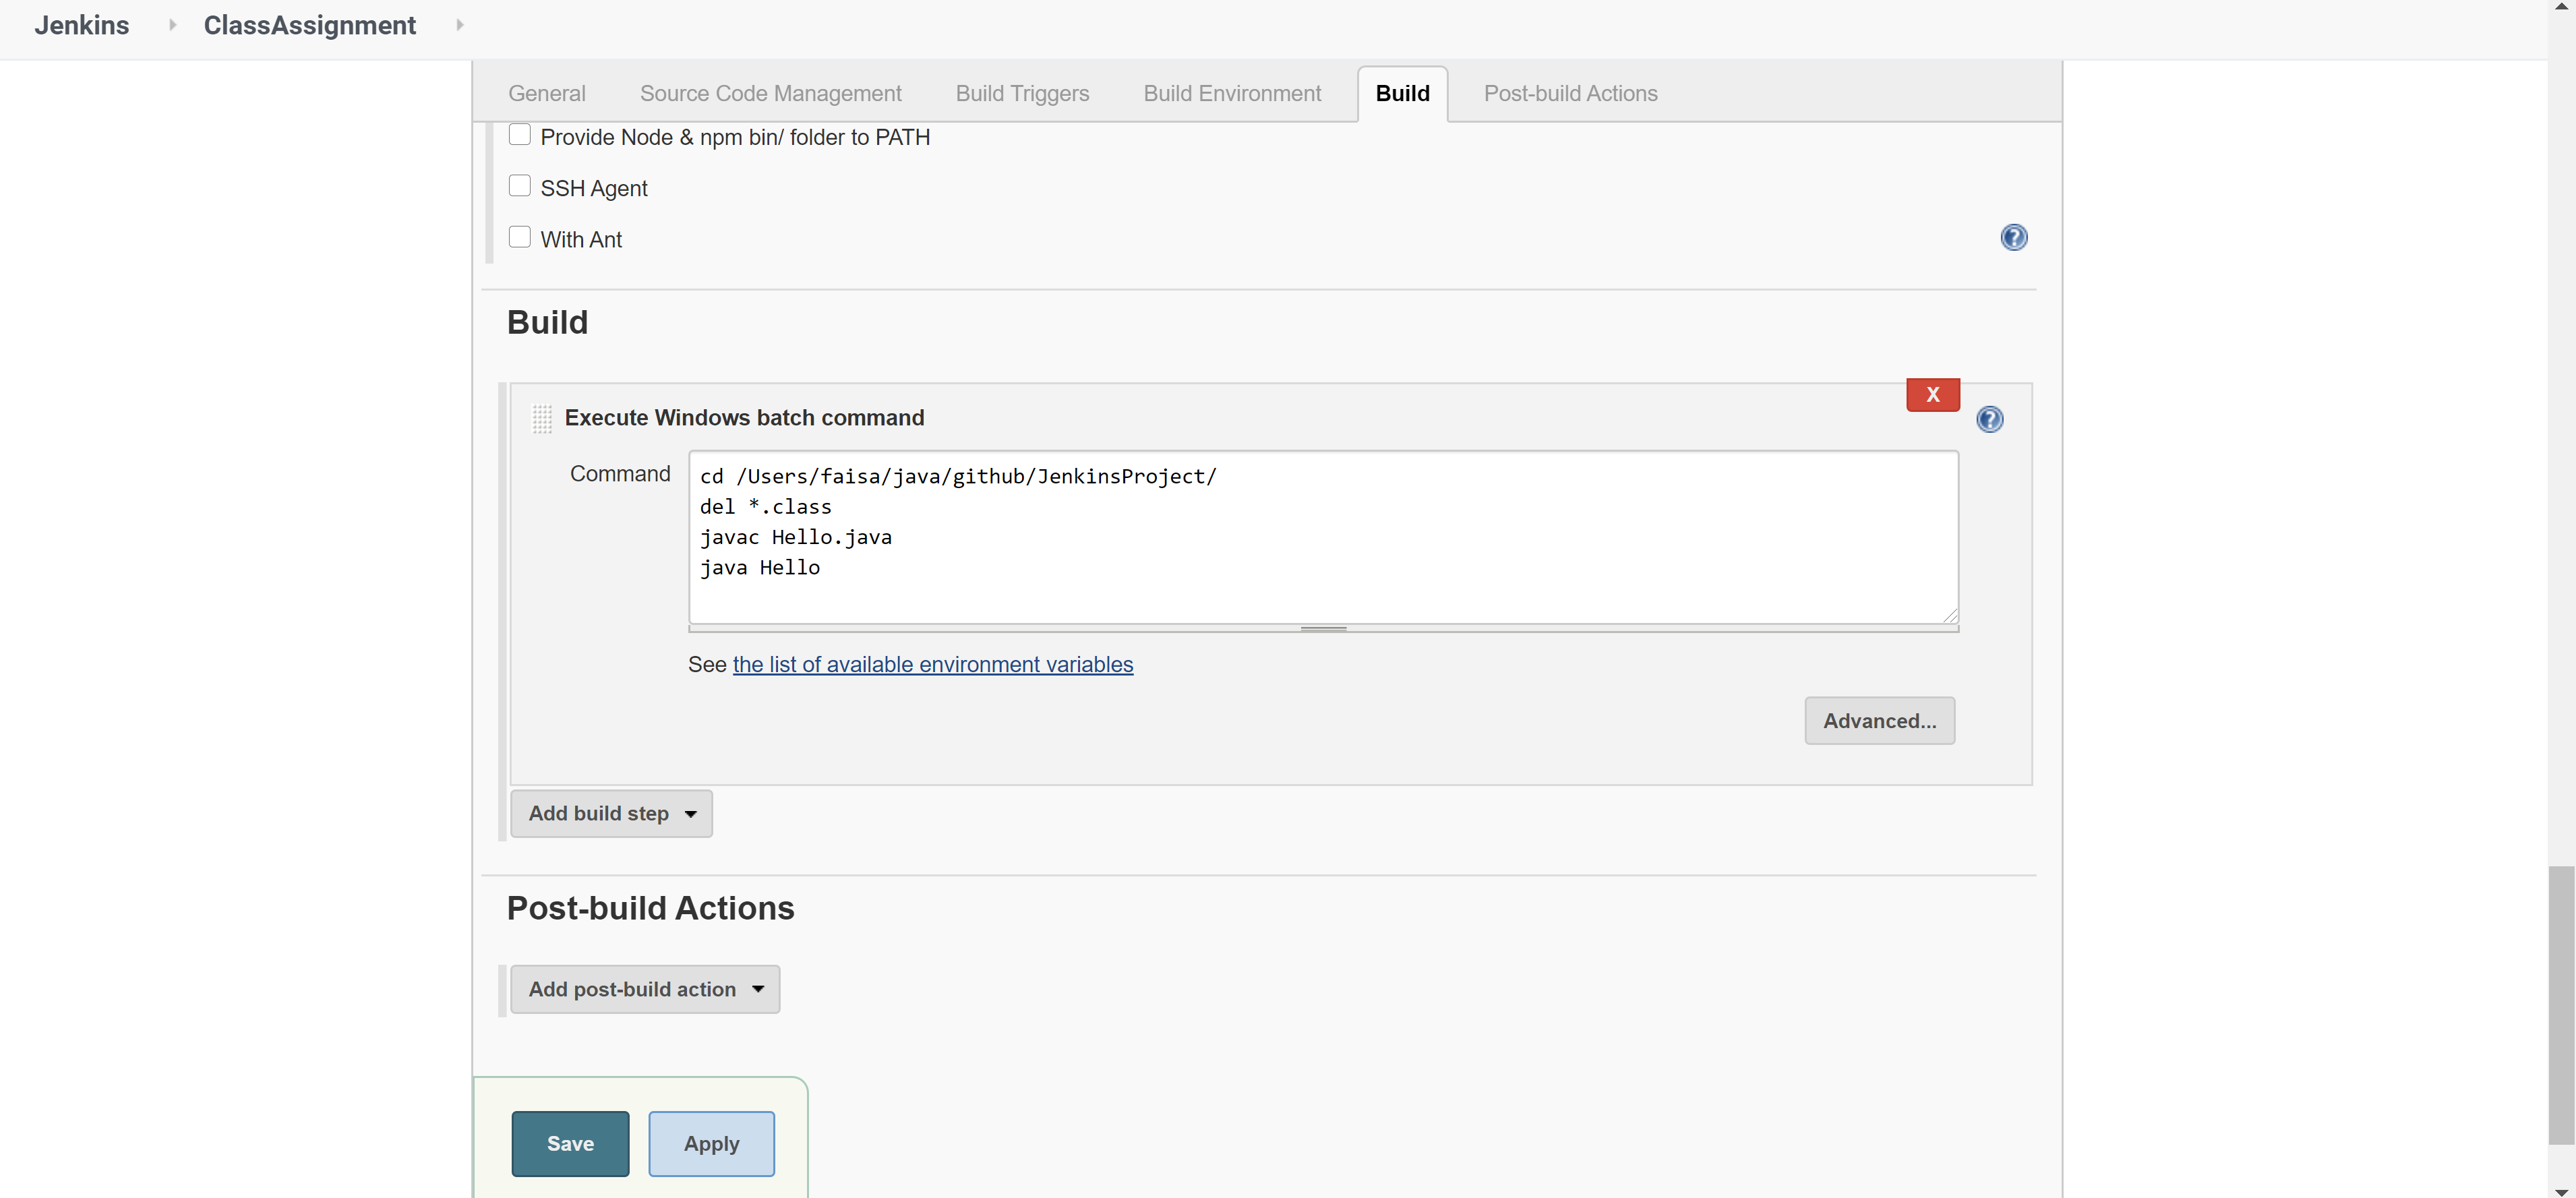 Jenkins ClassAssignment
General Source Code Management Build Triggers Build Environment Build Post-build Actions
Provide Node & npm bin/ folder to PATH
SSH Agent
With Ant
?
Build
X
Execute Windows batch command
?
Command
cd /Users/faisa/java/github/JenkinsProject/
del *.class
javac Hello.java
java Hello
See the list of available environment variables
Advanced...
Add build step
Post-build Actions
Add post-build action
Save Apply